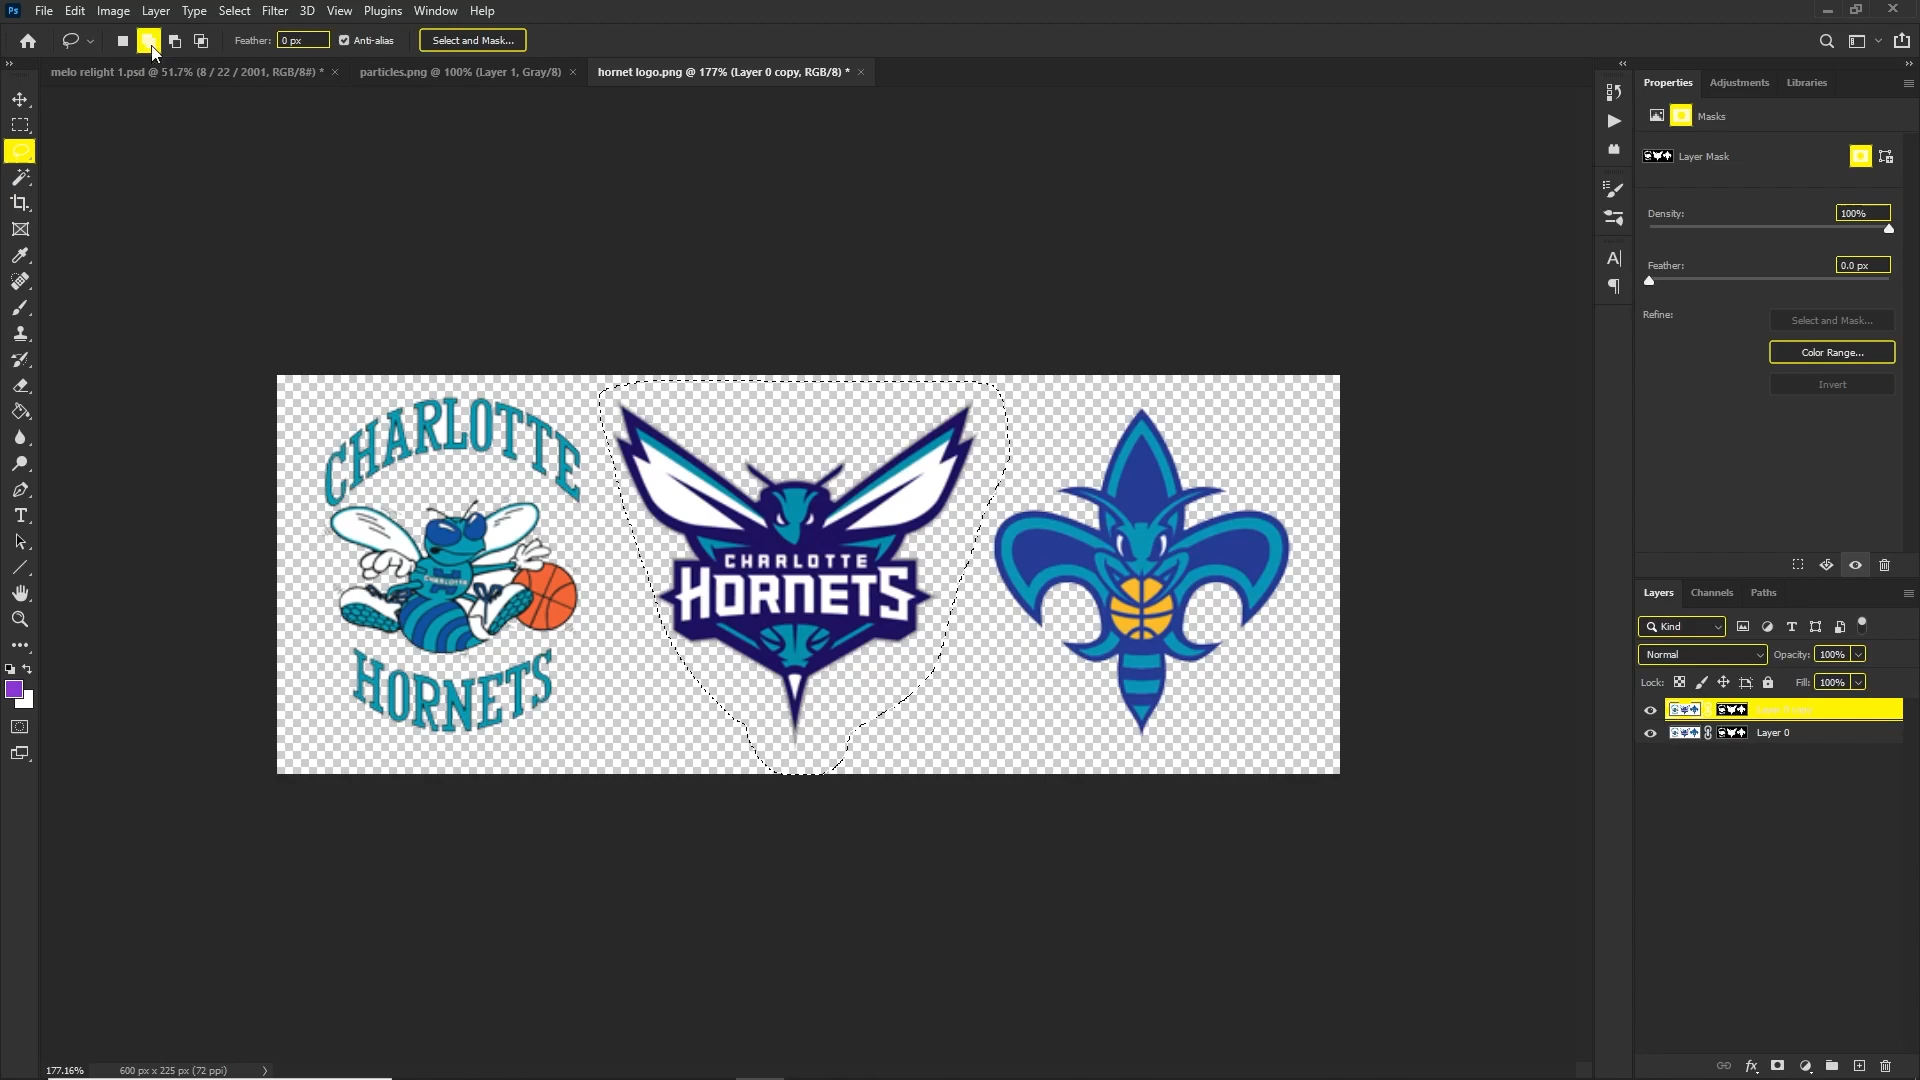 Ps File Edit Image Layer Type Select Filter 3D View Plugins Window Help
Feather: 0 px Anti-alias Select and Mask...
melo relight 1.psd @ 51.7% (8 / 22 / 2001, RGB/8#) * × particles.png @ 100% (Layer 1, Gray/8) × hornet logo.png @ 177% (Layer 0 copy, RGB/8) * ×
Properties Adjustments Libraries
Masks
Layer Mask
Density: 100%
Feather: 0.0 px
Refine: Select and Mask...
Color Range...
Invert
CHARLOTTE
CHARLOTTE
HORNETS
CHARLOTTE
HORNETS
Layers Channels Paths
Kind
Normal Opacity: 100%
Lock: Fill: 100%
Layer 0 copy
Layer 0
177.16% 600 px x 225 px (72 ppi)